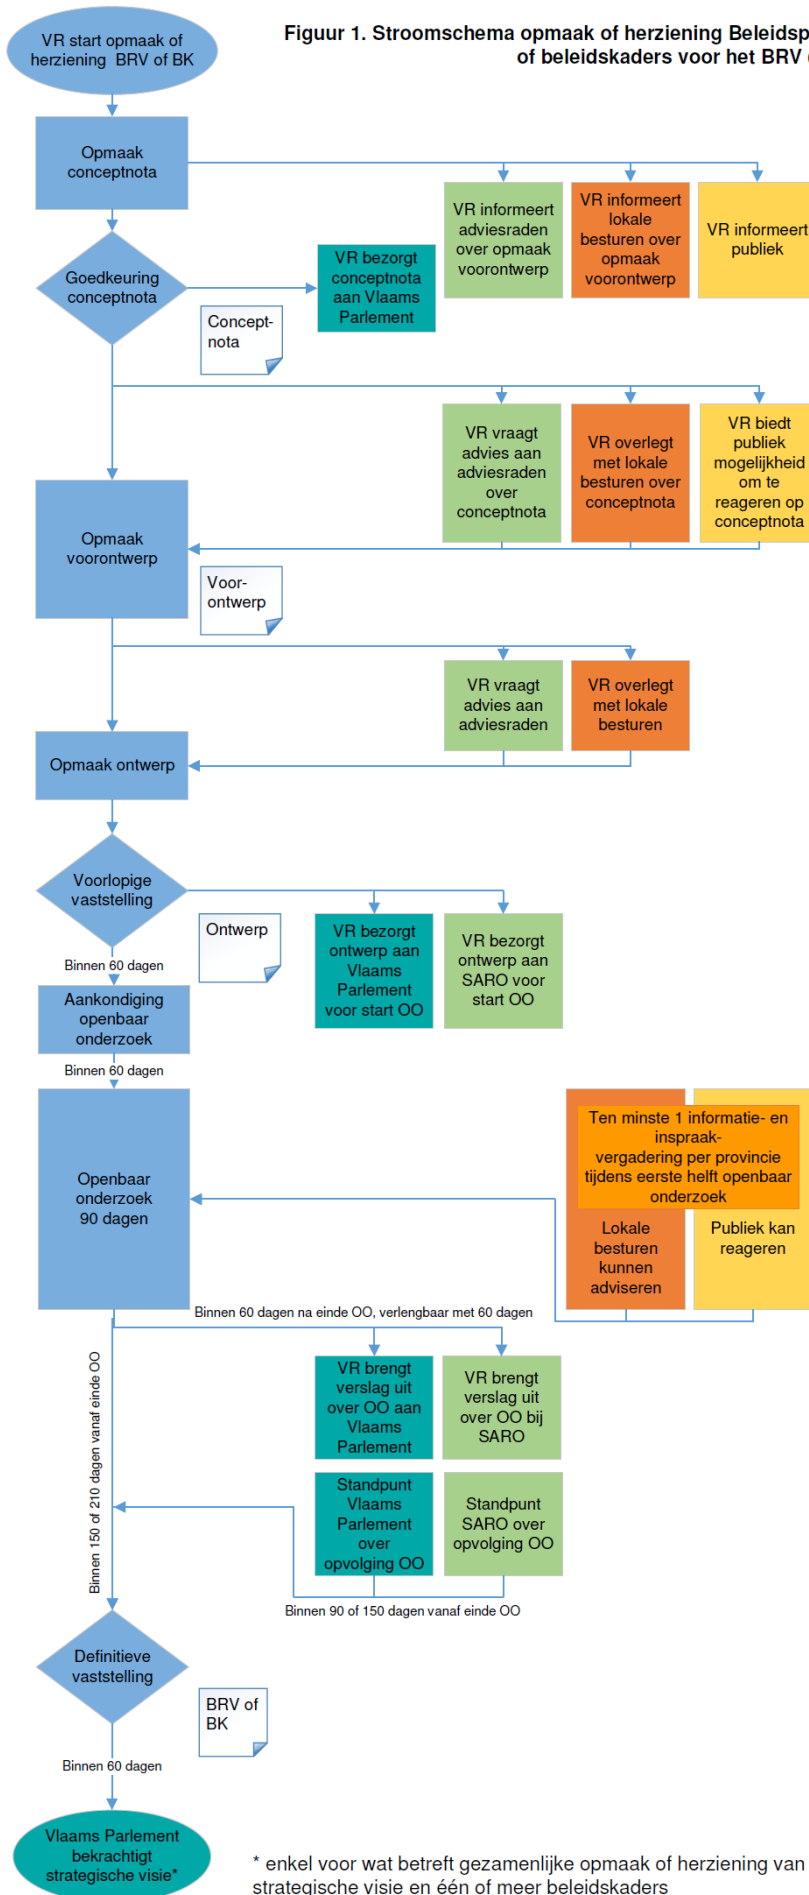 Figuur 1. Stroomschema opmaak of herziening Beleidsp
of beleidskaders voor het BRV
VR start opmaak of
herziening BRV of BK
Opmaak
conceptnota
VR informeert
adviesraden
over opmaak
voorontwerp
VR informeert
lokale
besturen over
opmaak
voorontwerp
VR informeert
publiek
Goedkeuring
conceptnota
VR bezorgt
conceptnota
aan Vlaams
Parlement
Concept-
nota
VR vraagt
advies aan
adviesraden
over
conceptnota
VR overlegt
met lokale
besturen over
conceptnota
VR biedt
publiek
mogelijkheid
om te
reageren op
conceptnota
Opmaak
voorontwerp
Voor-
ontwerp
VR vraagt
advies aan
adviesraden
VR overlegt
met lokale
besturen
Opmaak ontwerp
Voorlopige
vaststelling
Ontwerp
VR bezorgt
ontwerp aan
Vlaams
Parlement
voor start OO
VR bezorgt
ontwerp aan
SARO voor
start OO
Binnen 60 dagen
Aankondiging
openbaar
onderzoek
Binnen 60 dagen
Openbaar
onderzoek
90 dagen
Ten minste 1 informatie- en
inspraak-
vergadering per provincie
tijdens eerste helft openbaar
onderzoek
Lokale
besturen
kunnen
adviseren
Publiek kan
reageren
Binnen 60 dagen na einde OO, verlengbaar met 60 dagen
VR brengt
verslag uit
over OO aan
Vlaams
Parlement
VR brengt
verslag uit
over OO bij
SARO
Binnen 150 of 210 dagen vanaf einde OO
Standpunt
Vlaams
Parlement
over
opvolging OO
Standpunt
SARO over
opvolging OO
Binnen 90 of 150 dagen vanaf einde OO
Definitieve
vaststelling
BRV of
BK
Binnen 60 dagen
Vlaams Parlement
bekrachtigt
strategische visie*
* enkel voor wat betreft gezamenlijke opmaak of herziening van
strategische visie en één of meer beleidskaders